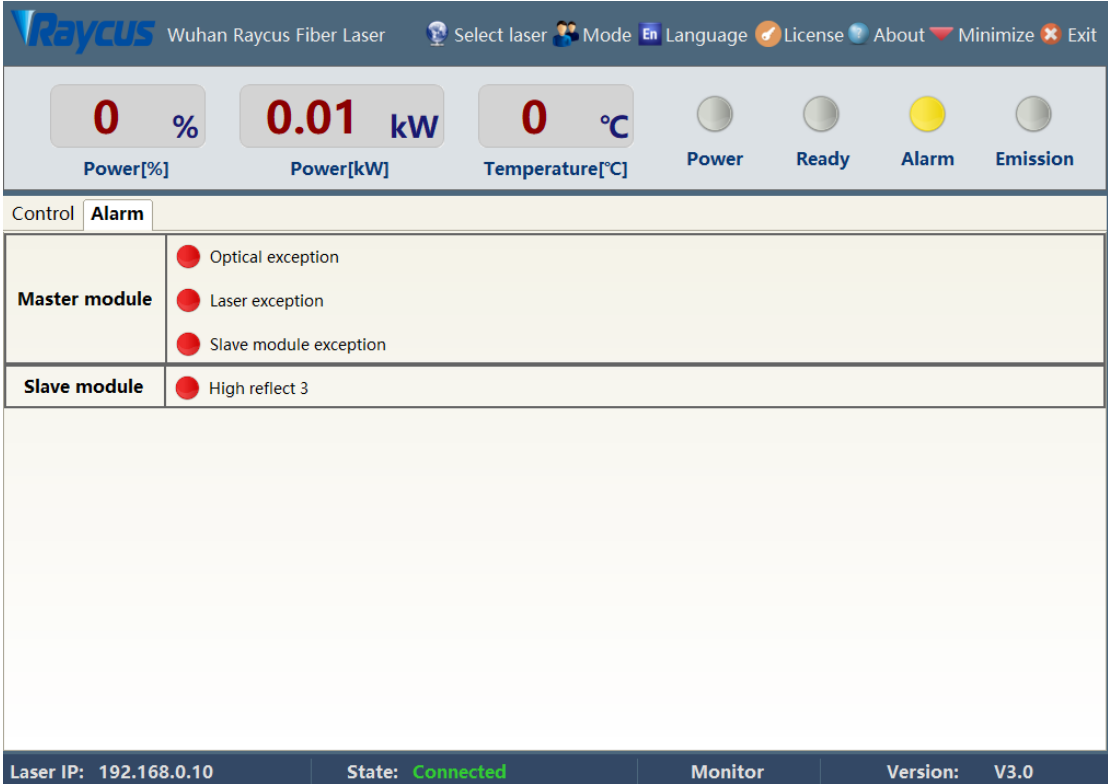 Raycus Wuhan Raycus Fiber Laser Select laser Mode En Language License About Minimize Exit
0 % 0.01 kW 0 ℃
Power[%] Power[kW] Temperature[℃] Power Ready Alarm Emission
Control Alarm
Master module
Optical exception
Laser exception
Slave module exception
Slave module High reflect 3
Laser IP: 192.168.0.10 State: Connected Monitor Version: V3.0